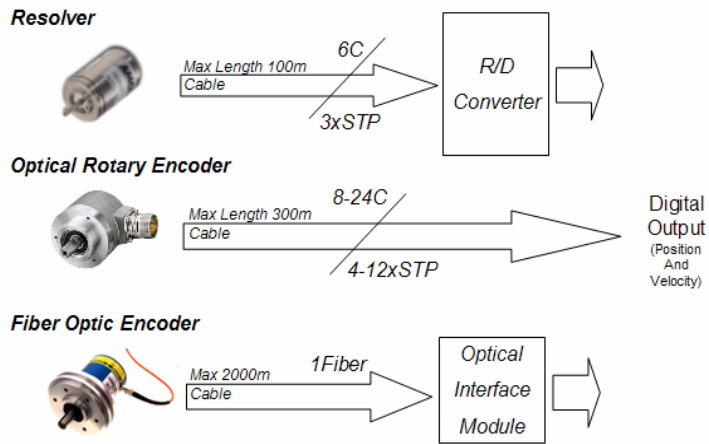 Resolver
Max Length 100m
Cable
6C
3xSTP
R/D
Converter
Optical Rotary Encoder
Max Length 300m
Cable
8-24C
4-12xSTP
Digital
Output
(Position
And
Velocity)
Fiber Optic Encoder
Max 2000m
Cable
1Fiber
Optical
Interface
Module